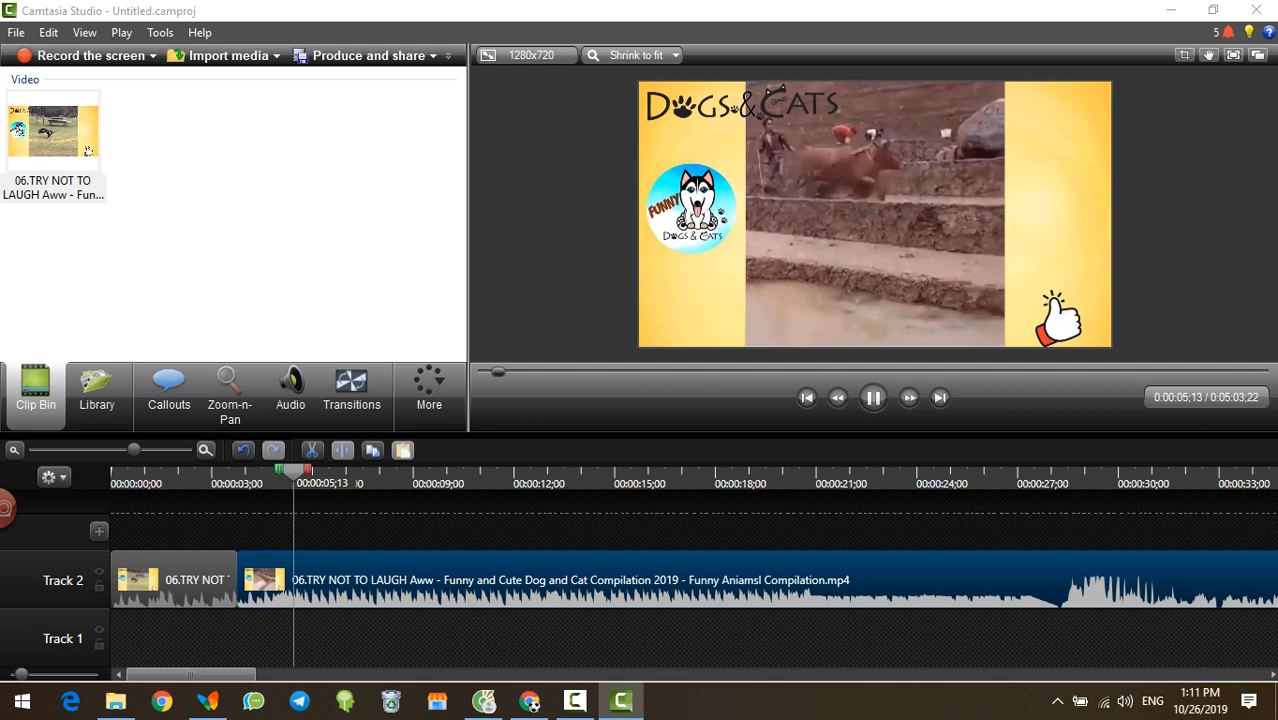 Camtasia Studio - Untitled.camproj
File Edit View Play Tools Help
5
Record the screen Import media Produce and share
1280x720 Shrink to fit
Video
06.TRY NOT TO
LAUGH Aww - Fun...
DOGS & CATS
FUNNY
DOGS & CATS
Clip Bin Library Callouts Zoom-n-
Pan Audio Transitions More
0:00:05;13 / 0:05:03;22
00:00:00;00 00:00:03;00 00:00:05;13 00:00:09;00 00:00:12;00 00:00:15;00 00:00:18;00 00:00:21;00 00:00:24;00 00:00:27;00 00:00:30;00 00:00:33;00
Track 2 06.TRY NOT 06.TRY NOT TO LAUGH Aww - Funny and Cute Dog and Cat Compilation 2019 - Funny Aniamsl Compilation.mp4
Track 1
ENG
1:11 PM
10/26/2019